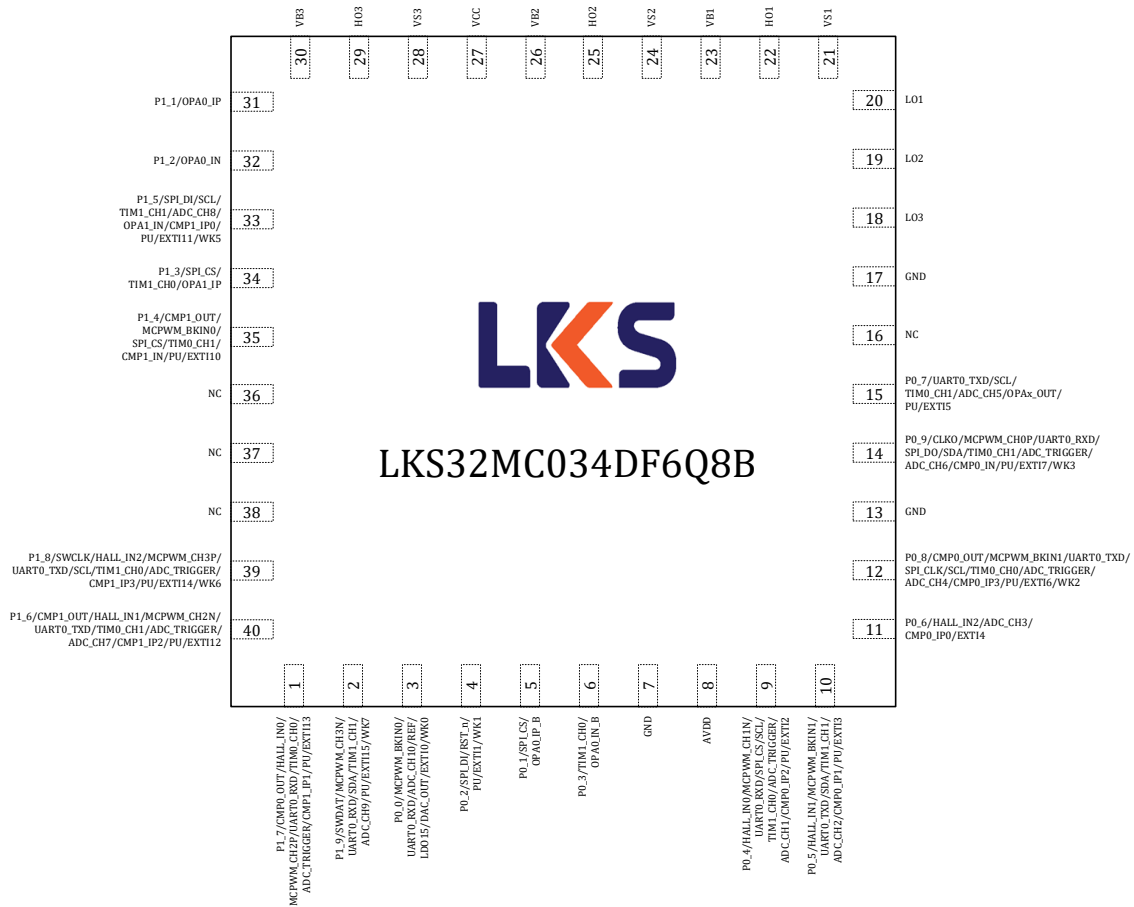 VB3
HO3
VS3
VCC
VB2
HO2
VS2
VB1
HO1
VS1
30
29
28
27
26
25
24
23
22
21
P1_1/OPA0_IP
31
P1_2/OPA0_IN
32
P1_5/SPI_DI/SCL/
TIM1_CH1/ADC_CH8/
OPA1_IN/CMP1_IP0/
PU/EXTI11/WK5
33
P1_3/SPI_CS/
TIM1_CH0/OPA1_IP
34
P1_4/CMP1_OUT/
MCPWM_BKIN0/
SPI_CS/TIM0_CH1/
CMP1_IN/PU/EXTI10
35
NC
36
NC
37
NC
38
P1_8/SWCLK/HALL_IN2/MCPWM_CH3P/
UART0_TXD/SCL/TIM1_CH0/ADC_TRIGGER/
CMP1_IP3/PU/EXTI14/WK6
39
P1_6/CMP1_OUT/HALL_IN1/MCPWM_CH2N/
UART0_TXD/TIM0_CH1/ADC_TRIGGER/
ADC_CH7/CMP1_IP2/PU/EXTI12
40
LKS
LKS32MC034DF6Q8B
20
LO1
19
LO2
18
LO3
17
GND
16
NC
15
P0_7/UART0_TXD/SCL/
TIM0_CH1/ADC_CH5/OPAx_OUT/
PU/EXTI5
14
P0_9/CLKO/MCPWM_CH0P/UART0_RXD/
SPI_DO/SDA/TIM0_CH1/ADC_TRIGGER/
ADC_CH6/CMP0_IN/PU/EXTI7/WK3
13
GND
12
P0_8/CMP0_OUT/MCPWM_BKIN1/UART0_TXD/
SPI_CLK/SCL/TIM0_CH0/ADC_TRIGGER/
ADC_CH4/CMP0_IP3/PU/EXTI6/WK2
11
P0_6/HALL_IN2/ADC_CH3/
CMP0_IP0/EXTI4
1
2
3
4
5
6
7
8
9
10
P1_7/CMP0_OUT/HALL_IN0/
MCPWM_CH2P/UART0_RXD/TIM0_CH0/
ADC_TRIGGER/CMP1_IP1/PU/EXTI13
P1_9/SWDAT/MCPWM_CH3N/
UART0_RXD/SDA/TIM1_CH1/
ADC_CH9/PU/EXTI15/WK7
P0_0/MCPWM_BKIN0/
UART0_RXD/ADC_CH10/REF/
LDO15/DAC_OUT/EXTI0/WK0
P0_2/SPI_DI/RST_n/
PU/EXTI1/WK1
P0_1/SPI_CS/
OPA0_IP_B
P0_3/TIM1_CH0/
OPA0_IN_B
GND
AVDD
P0_4/HALL_IN0/MCPWM_CH1N/
UART0_RXD/SPI_CS/SCL/
TIM1_CH0/ADC_TRIGGER/
ADC_CH1/CMP0_IP2/PU/EXTI2
P0_5/HALL_IN1/MCPWM_BKIN1/
UART0_TXD/SDA/TIM1_CH1/
ADC_CH2/CMP0_IP1/PU/EXTI3